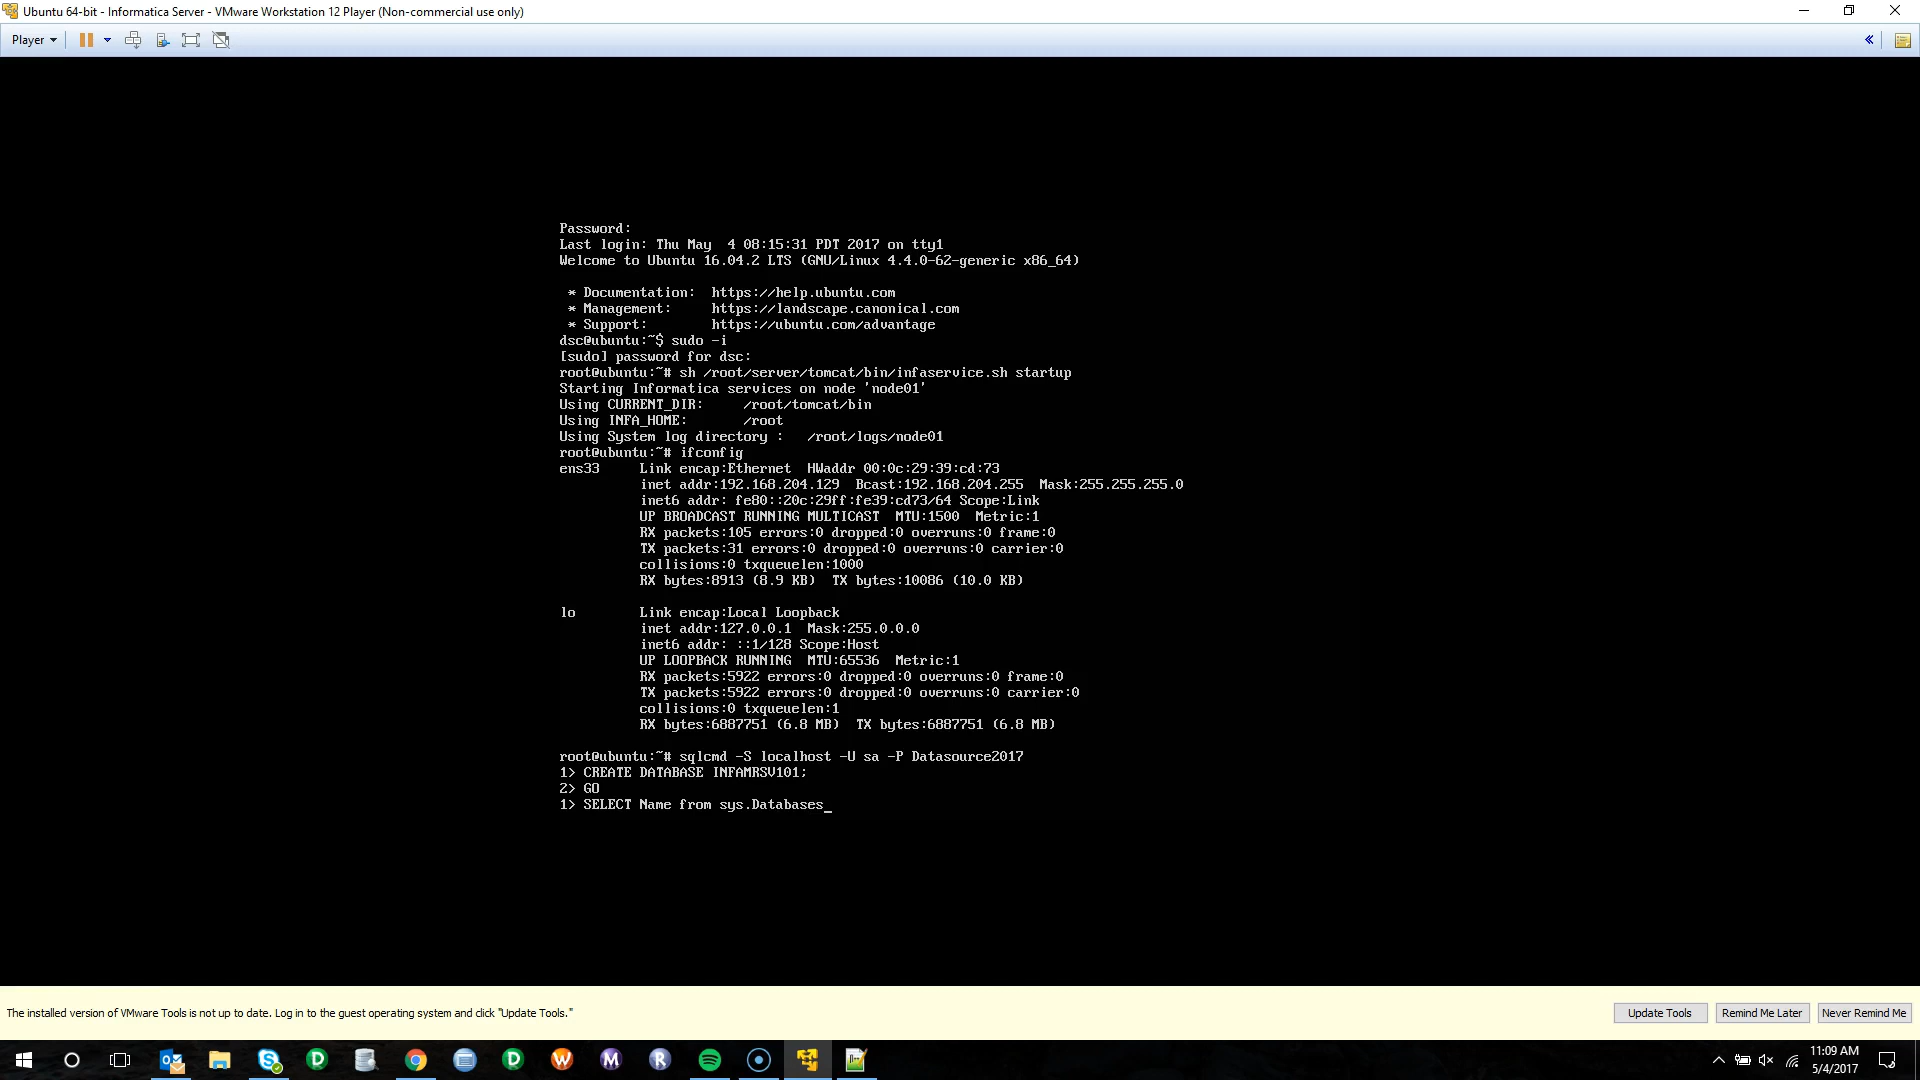 Ubuntu 64-bit - Informatica Server - VMware Workstation 12 Player (Non-commercial use only)
Player
Password:
Last login: Thu May  4 08:15:31 PDT 2017 on tty1
Welcome to Ubuntu 16.04.2 LTS (GNU/Linux 4.4.0-62-generic x86_64)
* Documentation:  https://help.ubuntu.com
* Management:     https://landscape.canonical.com
* Support:        https://ubuntu.com/advantage
dsc@ubuntu:~$ sudo -i
[sudo] password for dsc:
root@ubuntu:~# sh /root/server/tomcat/bin/infaservice.sh startup
Starting Informatica services on node 'node01'
Using CURRENT_DIR:     /root/tomcat/bin
Using INFA_HOME:       /root
Using System log directory :   /root/logs/node01
root@ubuntu:~# ifconfig
ens33     Link encap:Ethernet  HWaddr 00:0c:29:39:cd:73
inet addr:192.168.204.129  Bcast:192.168.204.255  Mask:255.255.255.0
inet6 addr: fe80::20c:29ff:fe39:cd73/64 Scope:Link
UP BROADCAST RUNNING MULTICAST  MTU:1500  Metric:1
RX packets:105 errors:0 dropped:0 overruns:0 frame:0
TX packets:31 errors:0 dropped:0 overruns:0 carrier:0
collisions:0 txqueuelen:1000
RX bytes:8913 (8.9 KB)  TX bytes:10086 (10.0 KB)
lo        Link encap:Local Loopback
inet addr:127.0.0.1  Mask:255.0.0.0
inet6 addr: ::1/128 Scope:Host
UP LOOPBACK RUNNING  MTU:65536  Metric:1
RX packets:5922 errors:0 dropped:0 overruns:0 frame:0
TX packets:5922 errors:0 dropped:0 overruns:0 carrier:0
collisions:0 txqueuelen:1
RX bytes:6887751 (6.8 MB)  TX bytes:6887751 (6.8 MB)
root@ubuntu:~# sqlcmd -S localhost -U sa -P Datasource2017
1> CREATE DATABASE INFAMRSV101;
2> GO
1> SELECT Name from sys.Databases_
The installed version of VMware Tools is not up to date. Log in to the guest operating system and click "Update Tools."
Update Tools
Remind Me Later
Never Remind Me
11:09 AM
5/4/2017